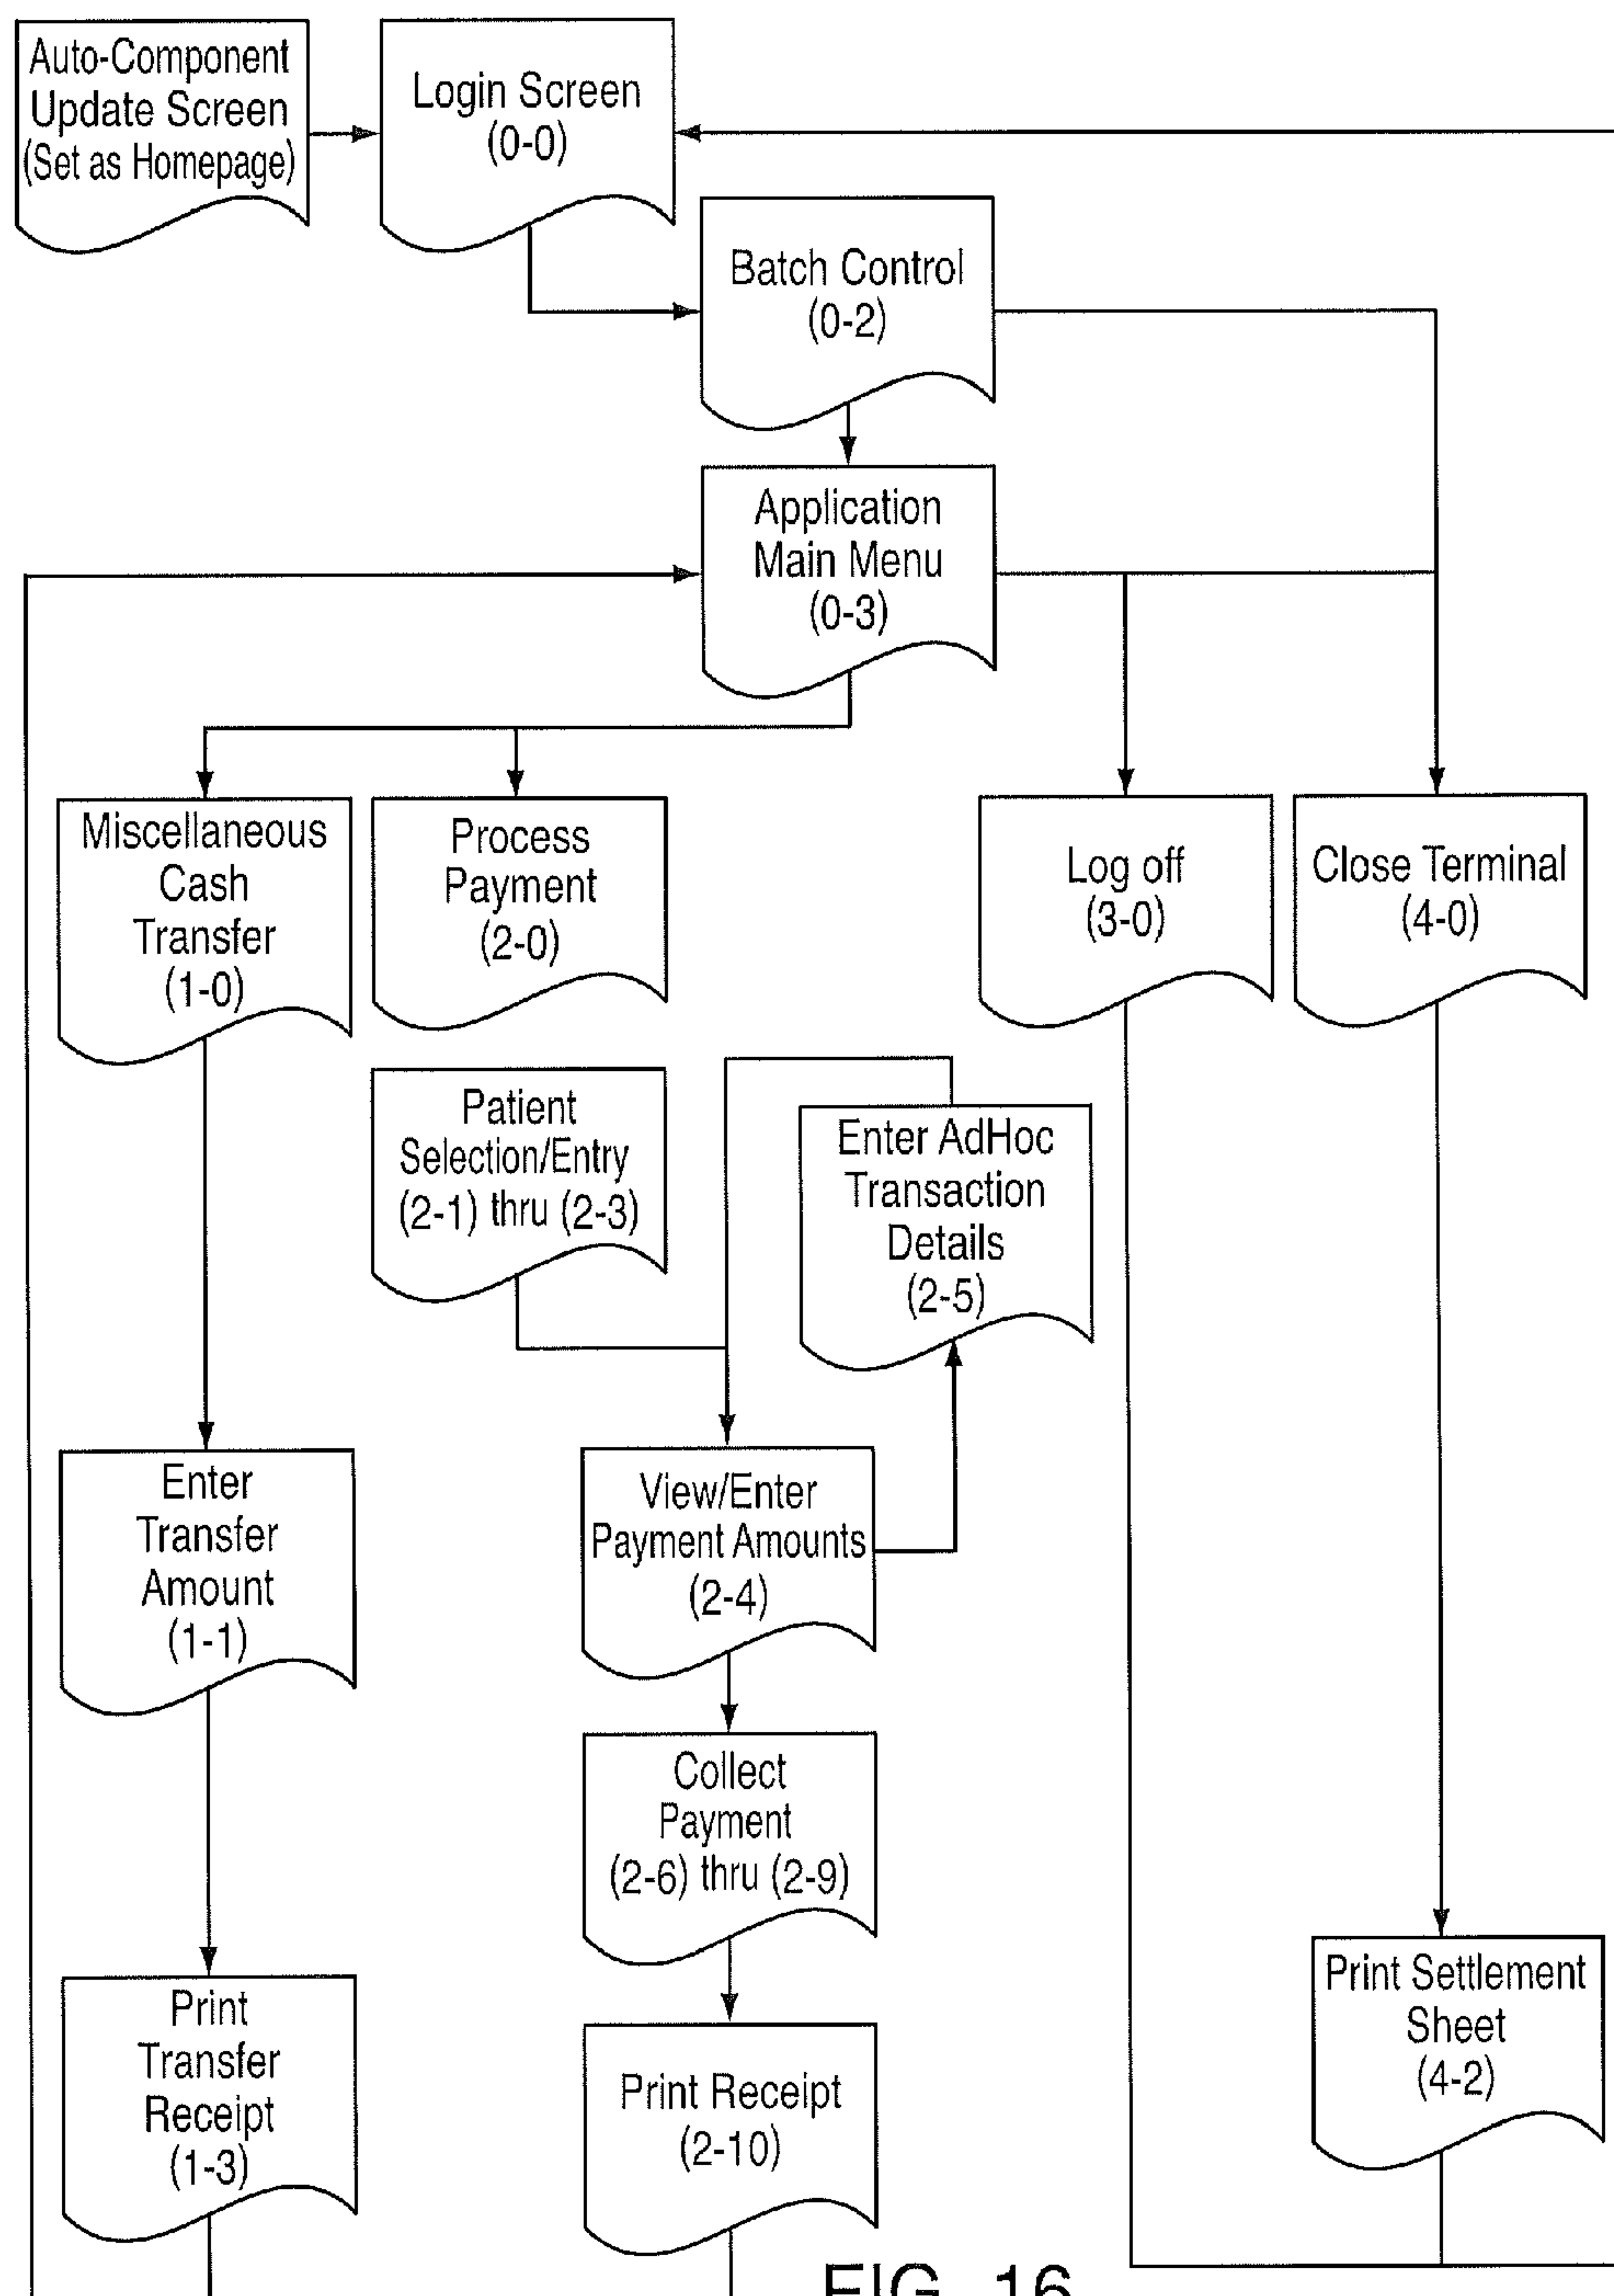 Auto-Component
Update Screen
(Set as Homepage)
Login Screen
(0-0)
Batch Control
(0-2)
Application
Main Menu
(0-3)
Miscellaneous
Cash
Transfer
(1-0)
Process
Payment
(2-0)
Log off
(3-0)
Close Terminal
(4-0)
Patient
Selection/Entry
(2-1) thru (2-3)
Enter AdHoc
Transaction
Details
(2-5)
Enter
Transfer
Amount
(1-1)
View/Enter
Payment Amounts
(2-4)
Collect
Payment
(2-6) thru (2-9)
Print Settlement
Sheet
(4-2)
Print
Transfer
Receipt
(1-3)
Print Receipt
(2-10)
FIG. 16